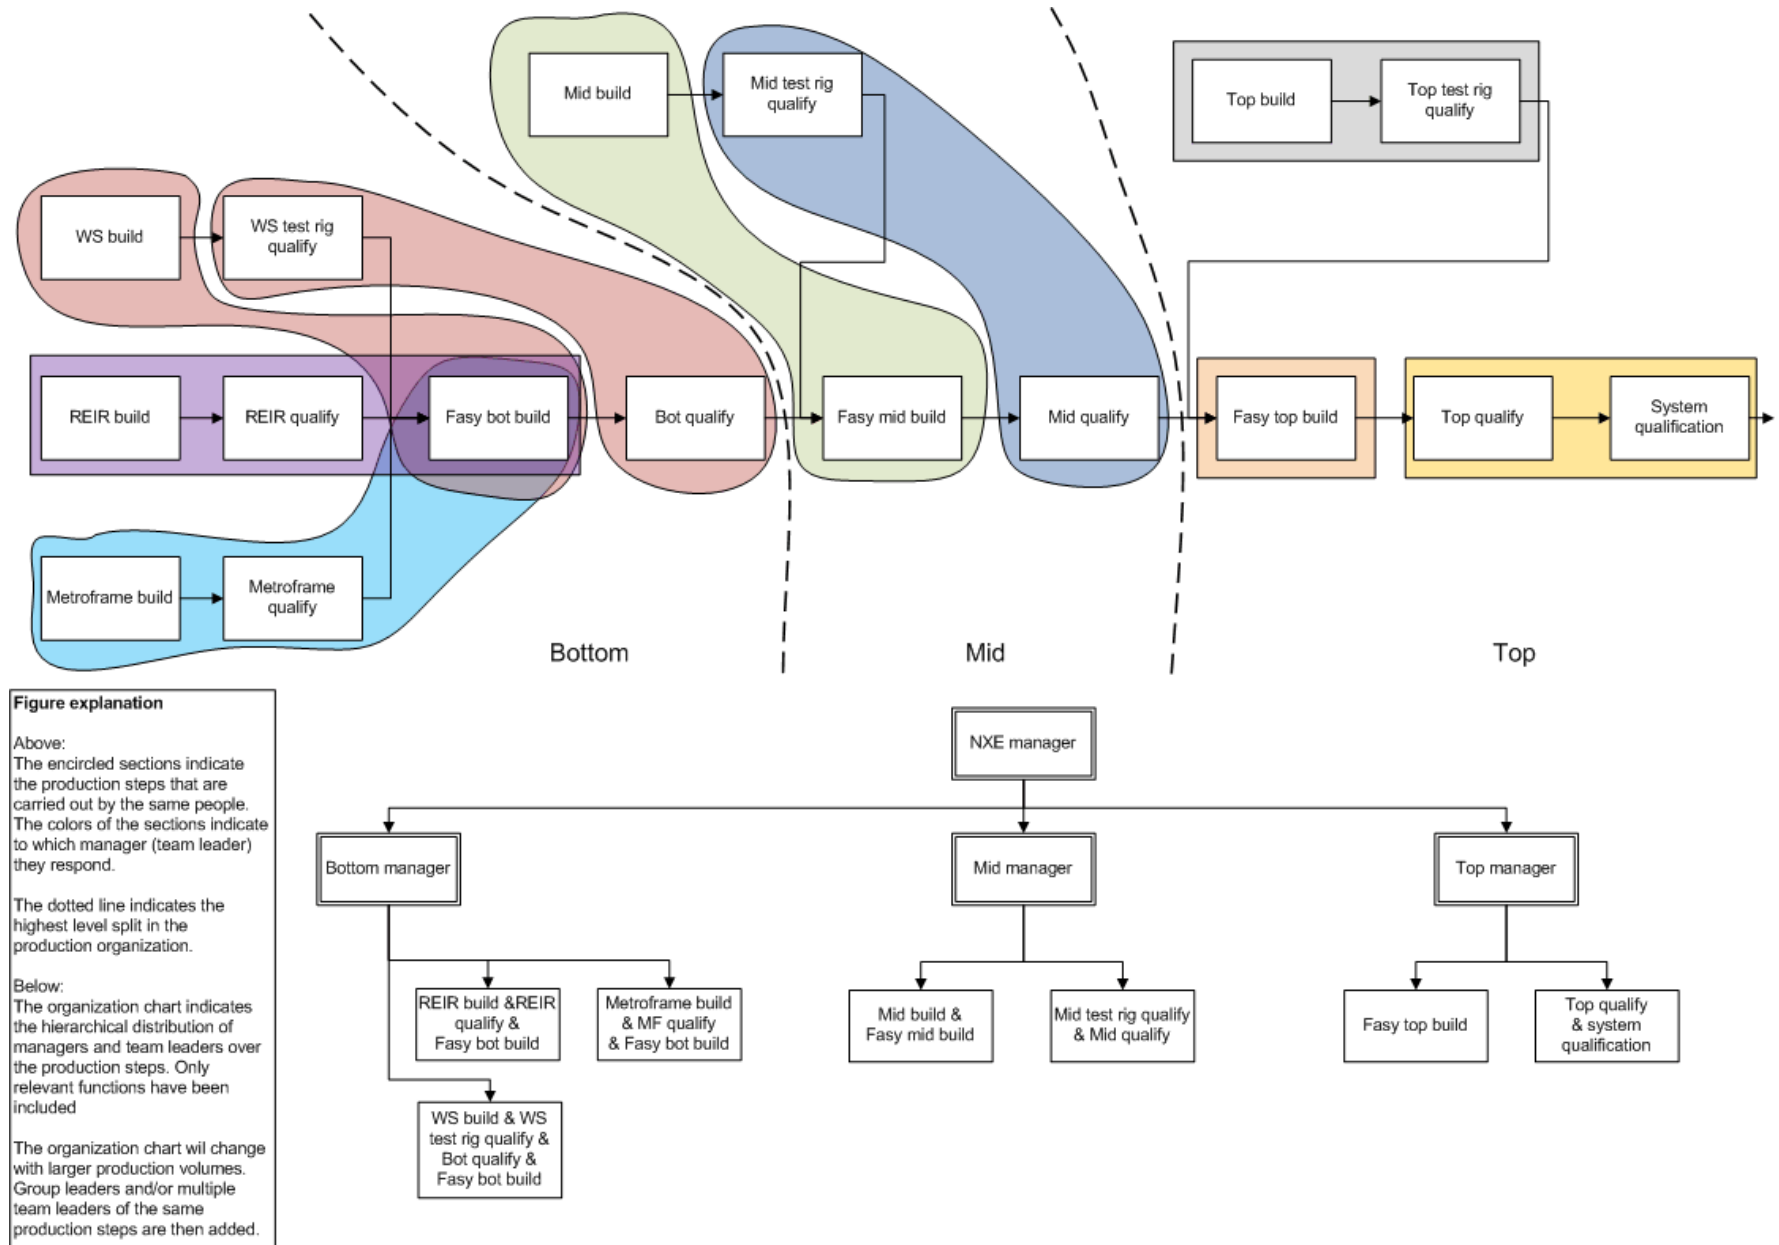 Mid build
Mid test rig
qualify
Top build
Top test rig
qualify
WS build
WS test rig
qualify
REIR build
REIR qualify
Fasy bot build
Bot qualify
Fasy mid build
Mid qualify
Fasy top build
Top qualify
System
qualification
Metroframe build
Metroframe
qualify
Bottom
Mid
Top
Figure explanation
Above:
The encircled sections indicate
the production steps that are
carried out by the same people.
The colors of the sections indicate
to which manager (team leader)
they respond.
The dotted line indicates the
highest level split in the
production organization.
Below:
The organization chart indicates
the hierarchical distribution of
managers and team leaders over
the production steps. Only
relevant functions have been
included
The organization chart wil change
with larger production volumes.
Group leaders and/or multiple
team leaders of the same
production steps are then added.
NXE manager
Bottom manager
Mid manager
Top manager
REIR build &REIR
qualify &
Fasy bot build
Metroframe build
& MF qualify
& Fasy bot build
Mid build &
Fasy mid build
Mid test rig qualify
& Mid qualify
Fasy top build
Top qualify
& system
qualification
WS build & WS
test rig qualify &
Bot qualify &
Fasy bot build